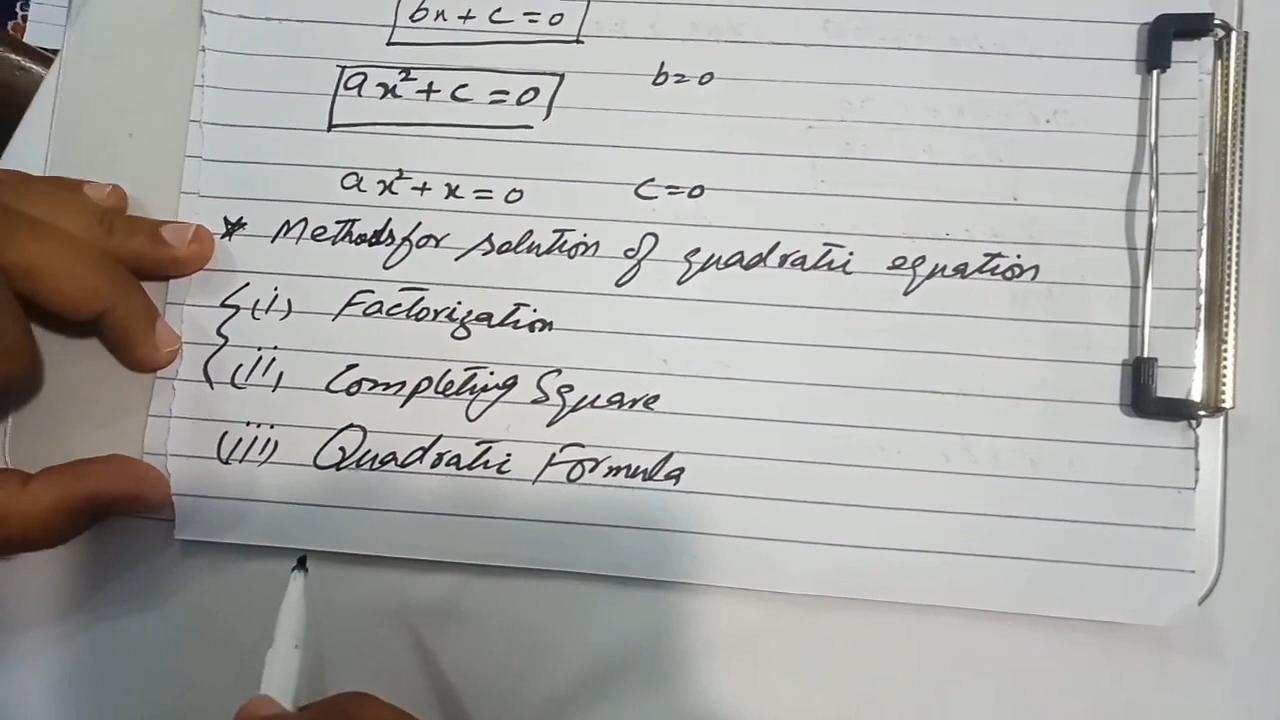 bx + c = 0
ax² + c = 0 b = 0
ax² + x = 0 c = 0
* Methods for solution of quadratic equation
(i) Factorization
(ii) Completing Square
(iii) Quadratic Formula